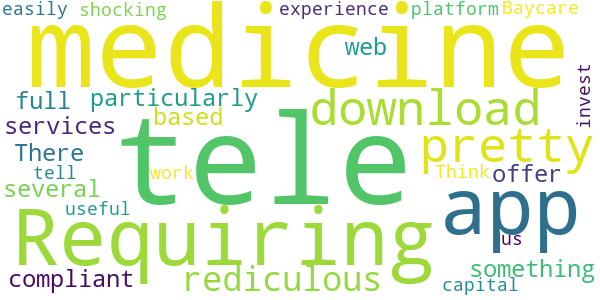 easily shocking experience platform Baycare
medicine
web
full particularly download invest
services based pretty
There tele
tell work Think offer
several app
useful Requiring us
compliant rediculous something
capital